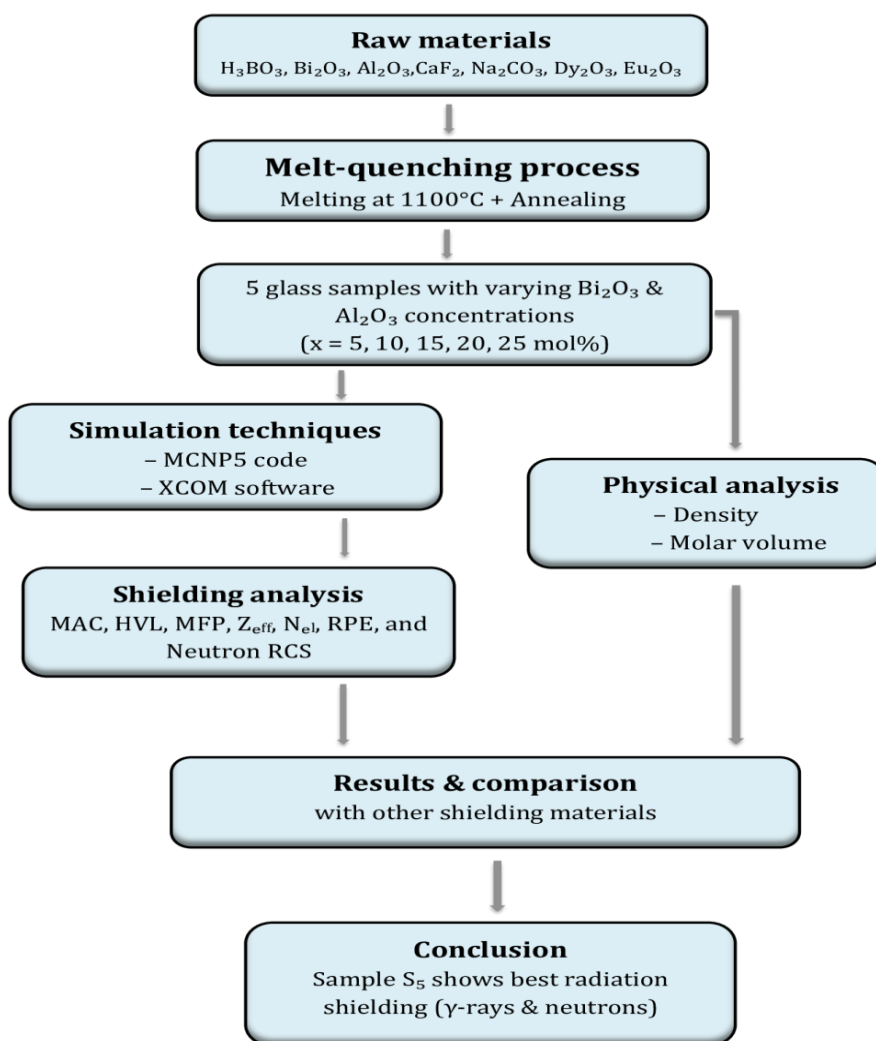 Raw materials
H₃BO₃, Bi₂O₃, Al₂O₃,CaF₂, Na₂CO₃, Dy₂O₃, Eu₂O₃
Melt-quenching process
Melting at 1100°C + Annealing
5 glass samples with varying Bi₂O₃ &
Al₂O₃ concentrations
(x = 5, 10, 15, 20, 25 mol%)
Simulation techniques
– MCNP5 code
– XCOM software
Physical analysis
– Density
– Molar volume
Shielding analysis
MAC, HVL, MFP, Zₑff, Nₑₗ, RPE, and
Neutron RCS
Results & comparison
with other shielding materials
Conclusion
Sample S₅ shows best radiation
shielding (γ-rays & neutrons)